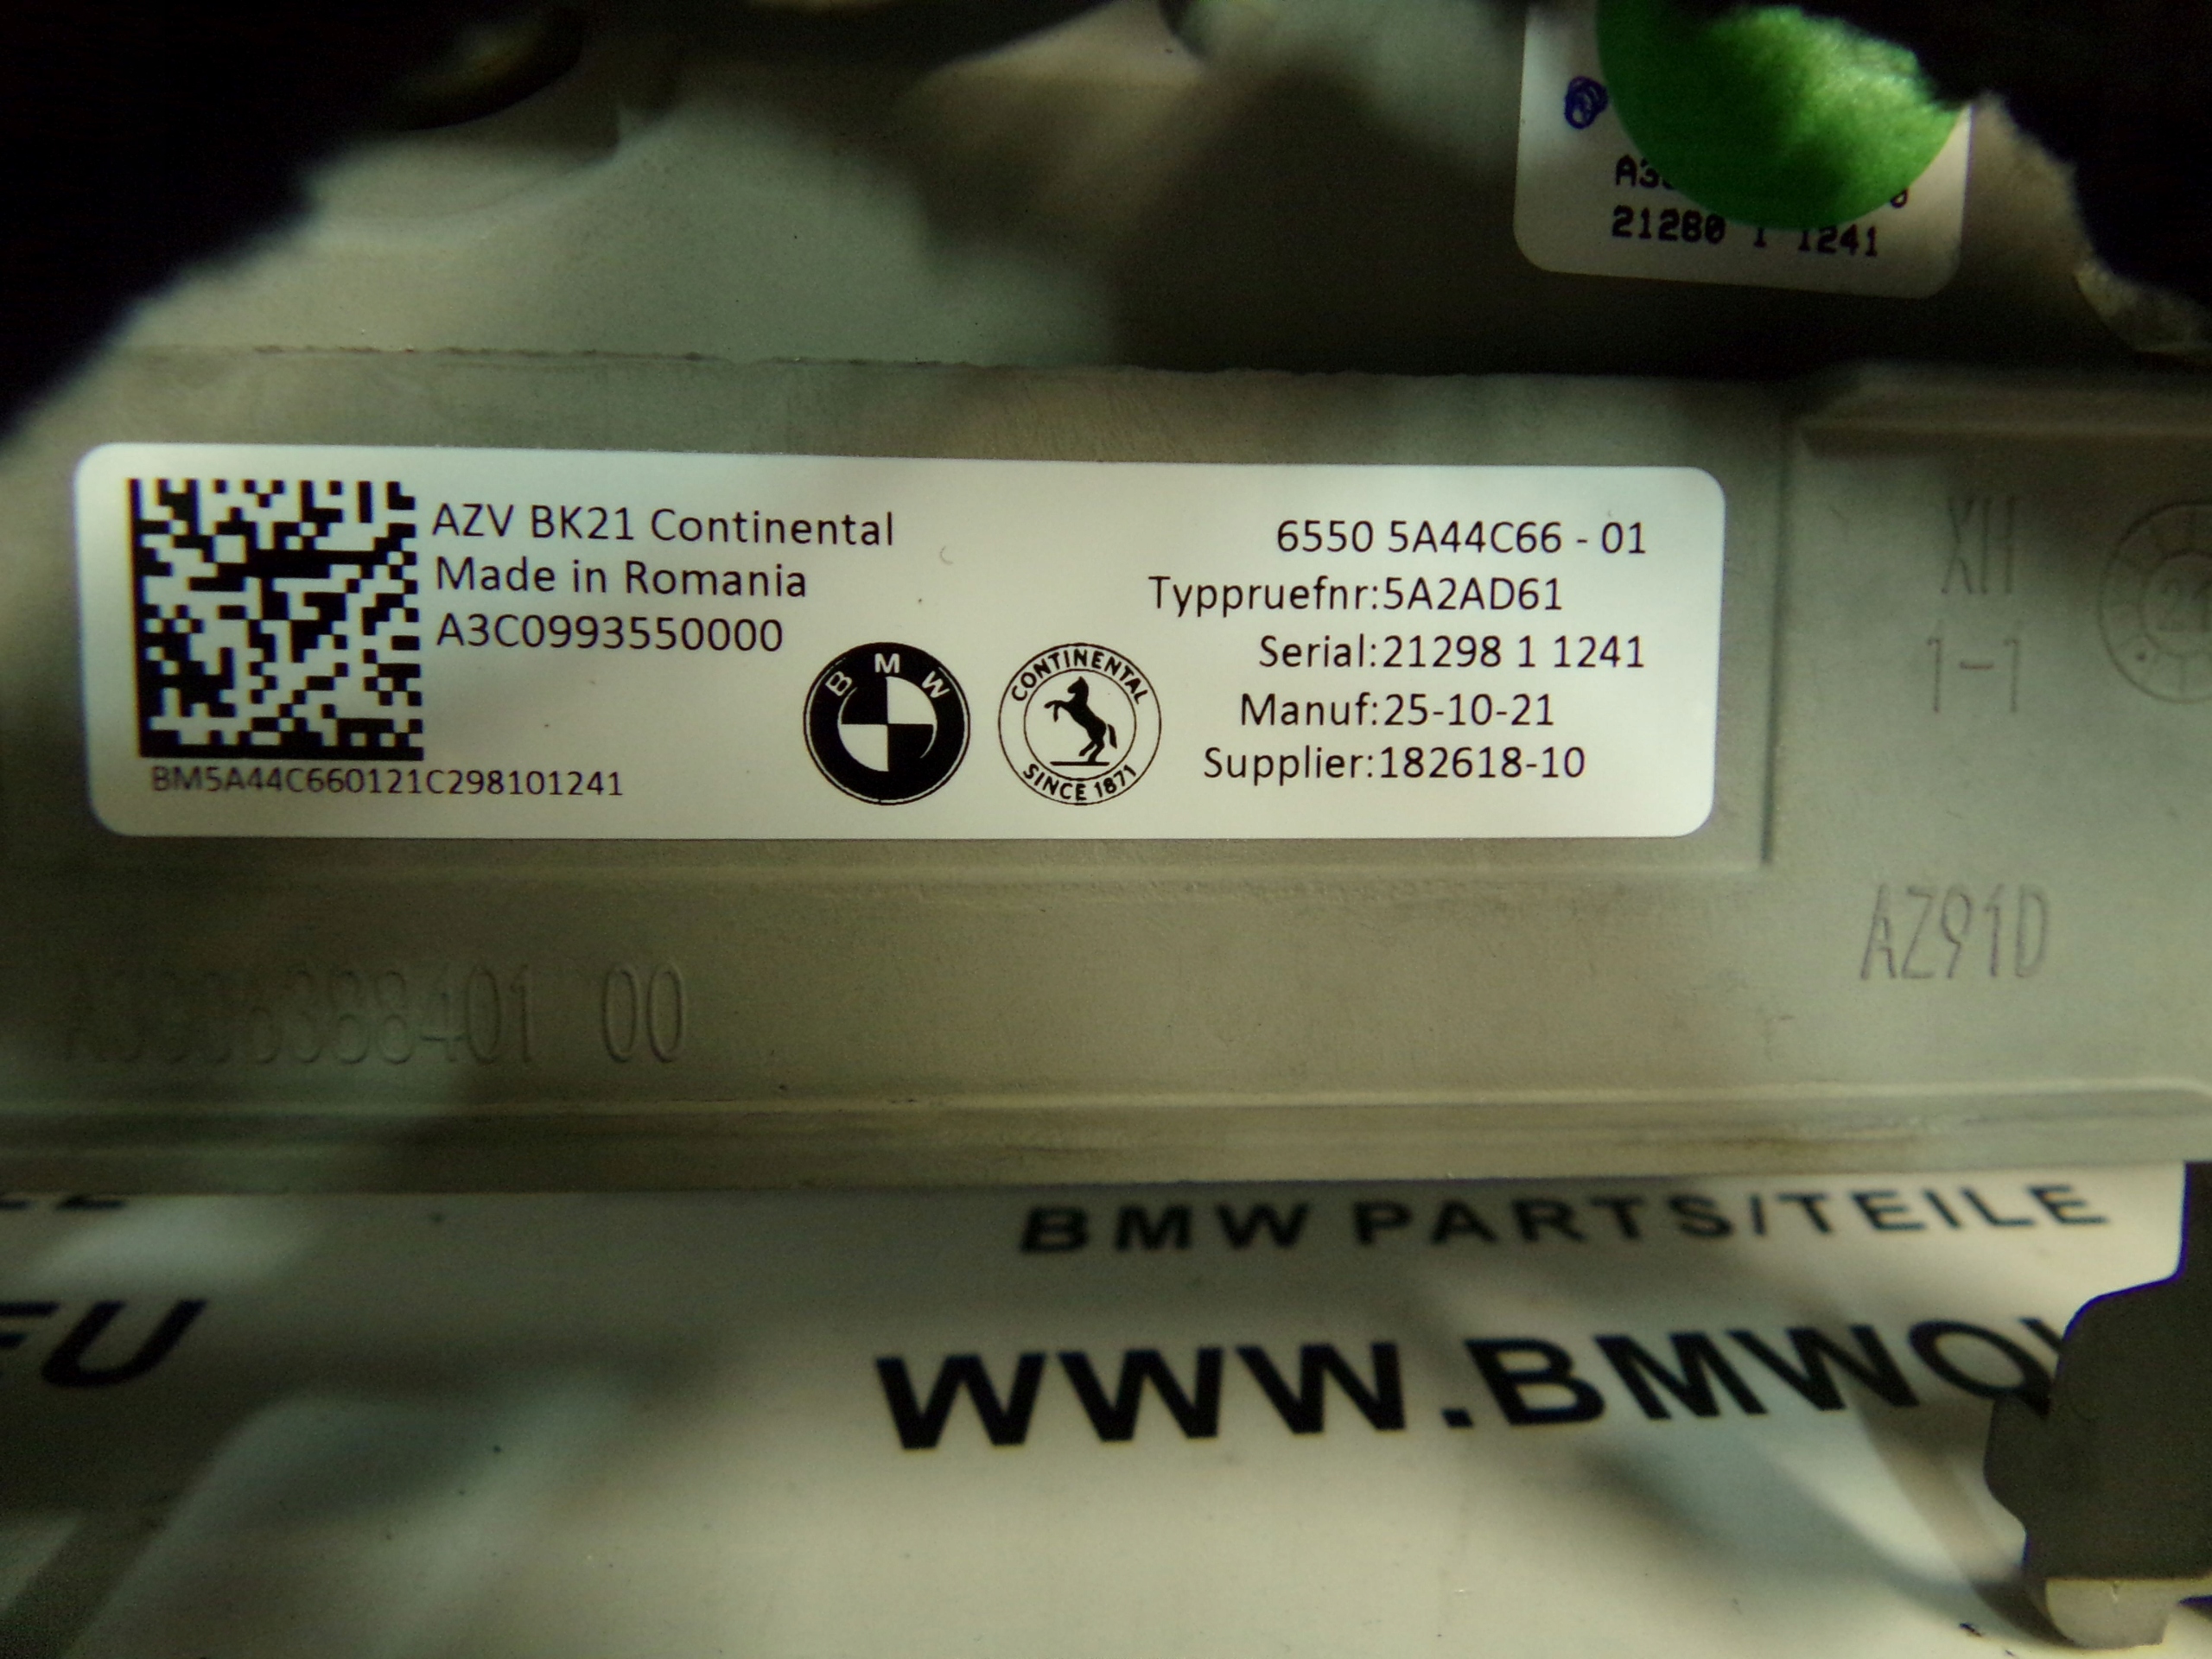 21280 1 1241
AZV BK21 Continental
Made in Romania
A3C0993550000
BM5A44C660121C298101241
B M W
CONTINENTAL
SINCE 1871
6550 5A44C66 - 01
Typpruefnr:5A2AD61
Serial:21298 1 1241
Manuf:25-10-21
Supplier:182618-10
XH
1-1
AZ91D
00
BMW PARTS/TEILE
WWW.BMWO